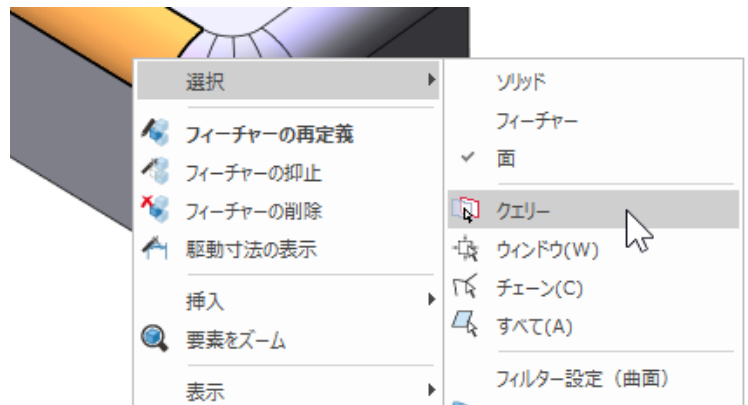 選択
フィーチャーの再定義
フィーチャーの抑止
フィーチャーの削除
駆動寸法の表示
挿入
要素をズーム
表示
ソリッド
フィーチャー
面
クエリー
ウィンドウ(W)
チェーン(C)
すべて(A)
フィルター設定（曲面）